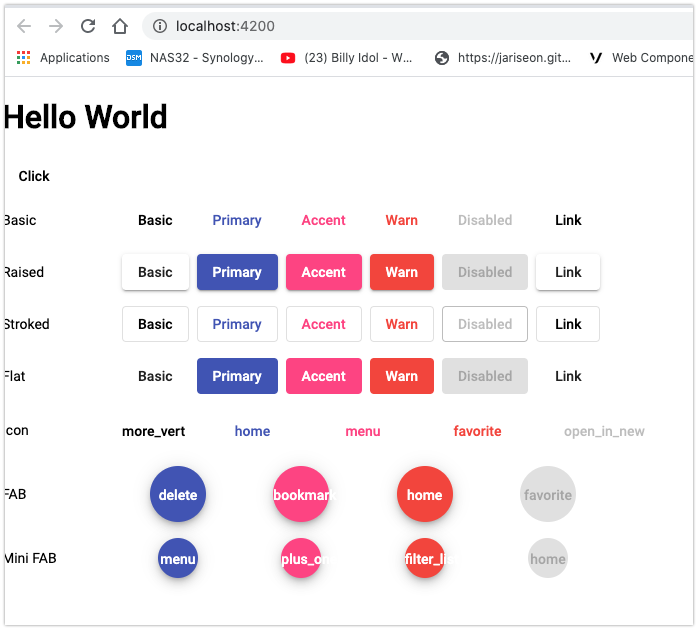 localhost:4200
Applications DSM NAS32 - Synology... (23) Billy Idol - W... https://jariseon.git... Web Compone
Hello World
Click
Basic Basic Primary Accent Warn Disabled Link
Raised Basic Primary Accent Warn Disabled Link
Stroked Basic Primary Accent Warn Disabled Link
Flat Basic Primary Accent Warn Disabled Link
Icon more_vert home menu favorite open_in_new
FAB delete bookmar home favorite
Mini FAB menu plus_on filter_lis home